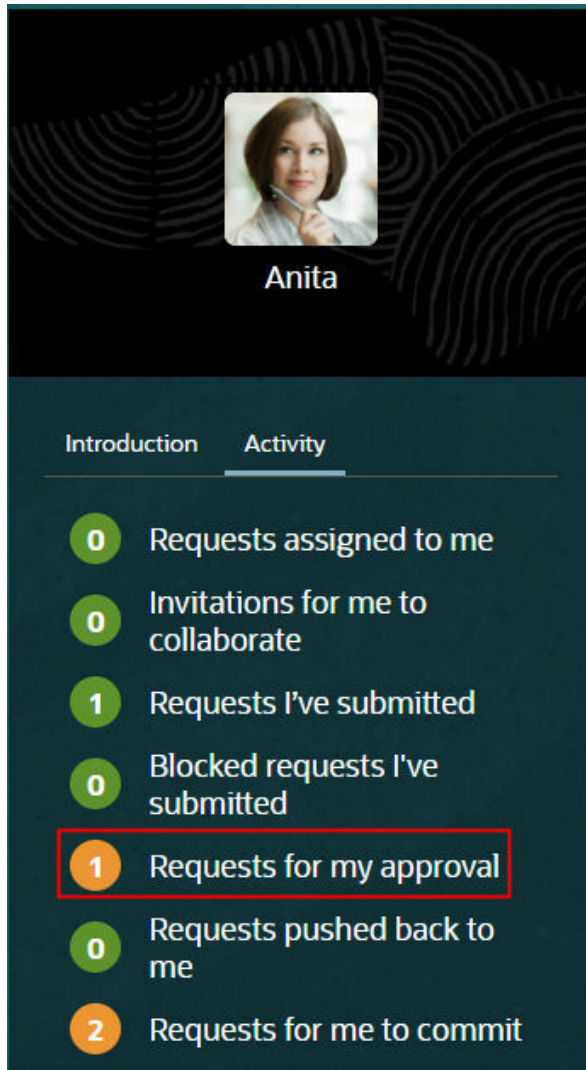 Anita
Introduction Activity
0 Requests assigned to me
Invitations for me to
0
collaborate
1 Requests I’ve submitted
Blocked requests I've
0
submitted
1 Requests for my approval
Requests pushed back to
0
me
2 Requests for me to commit